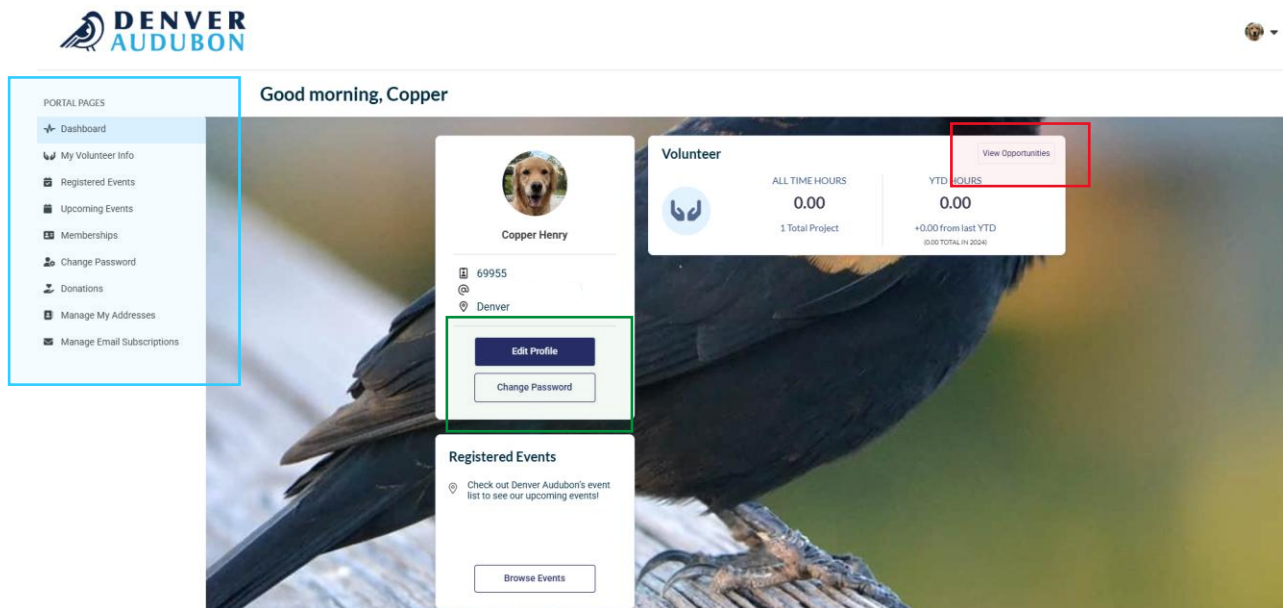 DENVER
AUDUBON
PORTAL PAGES
Dashboard
My Volunteer Info
Registered Events
Upcoming Events
Memberships
Change Password
Donations
Manage My Addresses
Manage Email Subscriptions
Good morning, Copper
Copper Henry
69955
@
Denver
Edit Profile
Change Password
Volunteer
View Opportunities
ALL TIME HOURS
0.00
1 Total Project
YTD HOURS
0.00
+0.00 from last YTD
(0.00 TOTAL IN 2024)
Registered Events
Check out Denver Audubon's event
list to see our upcoming events!
Browse Events